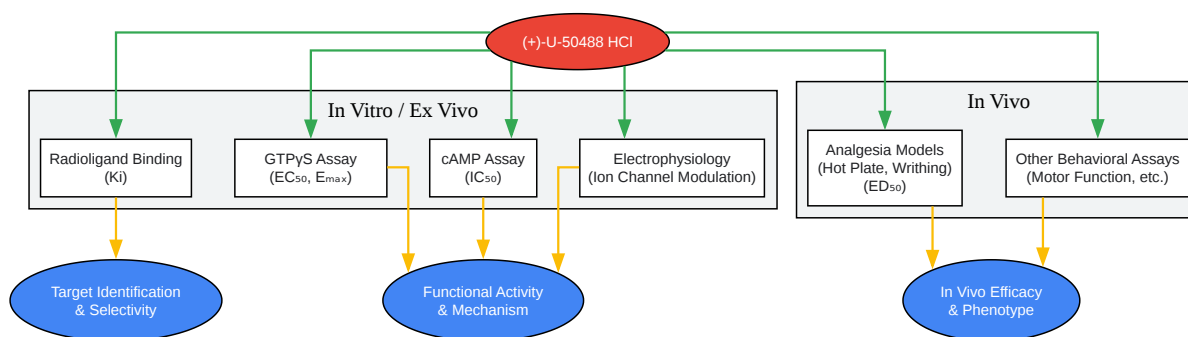 (+)-U-50488 HCl
In Vitro / Ex Vivo
In Vivo
Radioligand Binding
(Ki)
GTPγS Assay
(EC₅₀, Eₘₐₓ)
cAMP Assay
(IC₅₀)
Electrophysiology
(Ion Channel Modulation)
Analgesia Models
(Hot Plate, Writhing)
(ED₅₀)
Other Behavioral Assays
(Motor Function, etc.)
Target Identification
& Selectivity
Functional Activity
& Mechanism
In Vivo Efficacy
& Phenotype